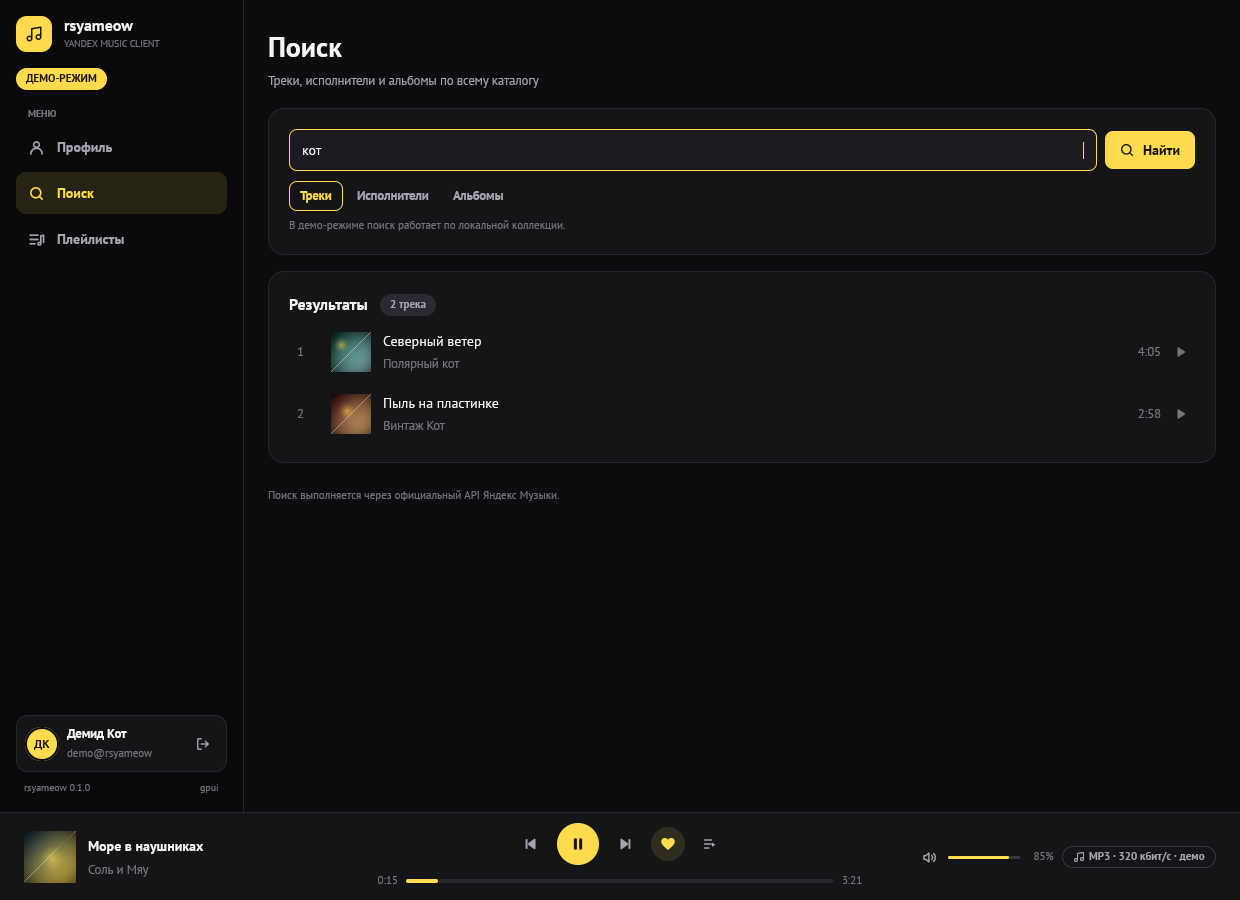 rsyameow
YANDEX MUSIC CLIENT
ДЕМО-РЕЖИМ
МЕНЮ
Профиль
Поиск
Плейлисты
ДК
Демид Кот
demo@rsyameow
rsyameow 0.1.0
gpui
Поиск
Треки, исполнители и альбомы по всему каталогу
кот
Найти
Треки
Исполнители
Альбомы
В демо-режиме поиск работает по локальной коллекции.
Результаты
2 трека
1
Северный ветер
Полярный кот
4:05
2
Пыль на пластинке
Винтаж Кот
2:58
Поиск выполняется через официальный API Яндекс Музыки.
Море в наушниках
Соль и Мяу
0:15
3:21
85%
MP3 · 320 кбит/с · демо